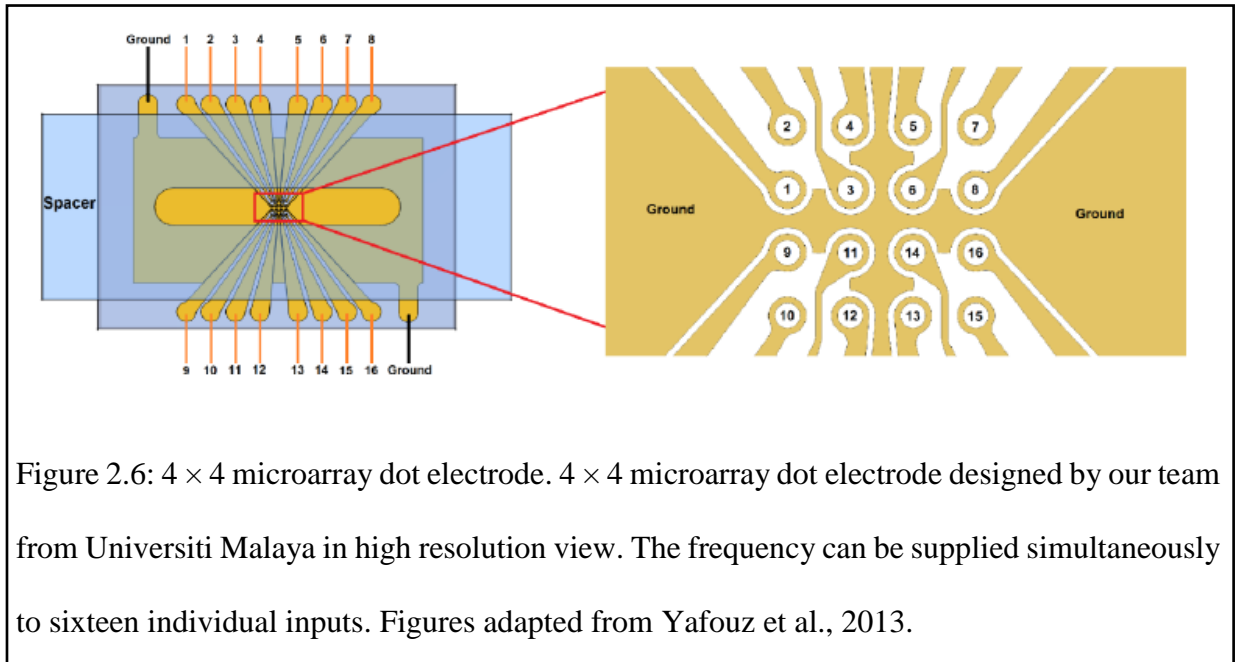 Ground 1 2 3 4 5 6 7 8
Spacer
9 10 11 12 13 14 15 16 Ground
2 4 5 7
1 3 6 8
Ground Ground
9 11 14 16
10 12 13 15
Figure 2.6: 4 × 4 microarray dot electrode. 4 × 4 microarray dot electrode designed by our team
from Universiti Malaya in high resolution view. The frequency can be supplied simultaneously
to sixteen individual inputs. Figures adapted from Yafouz et al., 2013.